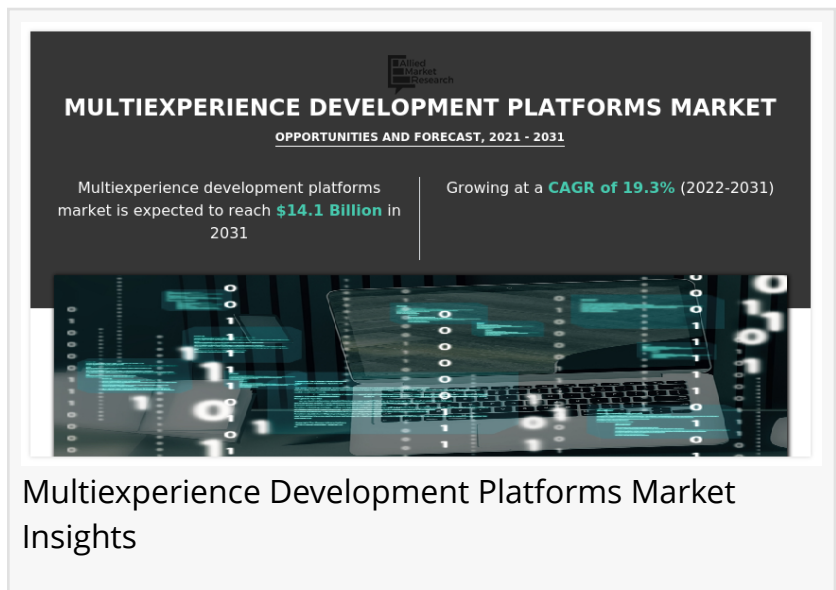 Allied
Market
Research
MULTIEXPERIENCE DEVELOPMENT PLATFORMS MARKET
OPPORTUNITIES AND FORECAST, 2021 - 2031
Multiexperience development platforms
market is expected to reach $14.1 Billion in
2031
Growing at a CAGR of 19.3% (2022-2031)
Multiexperience Development Platforms Market
Insights